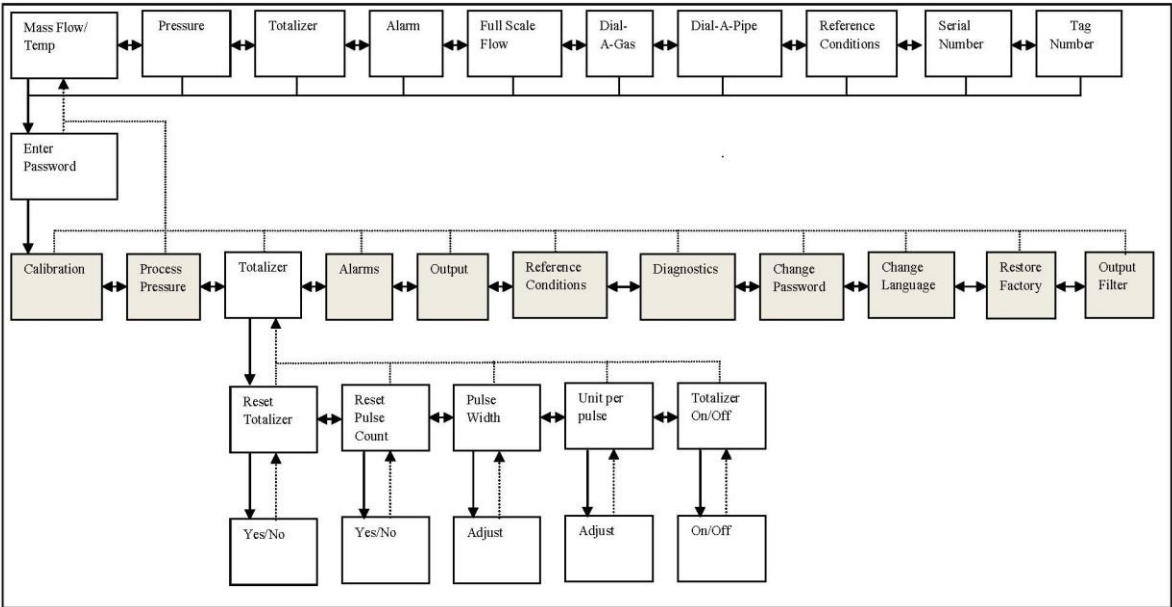 Mass Flow/
Temp
Pressure
Totalizer
Alarm
Full Scale
Flow
Dial-
A-Gas
Dial-A-Pipe
Reference
Conditions
Serial
Number
Tag
Number
Enter
Password
Calibration
Process
Pressure
Totalizer
Alarms
Output
Reference
Conditions
Diagnostics
Change
Password
Change
Language
Restore
Factory
Output
Filter
Reset
Totalizer
Reset
Pulse
Count
Pulse
Width
Unit per
pulse
Totalizer
On/Off
Yes/No
Yes/No
Adjust
Adjust
On/Off